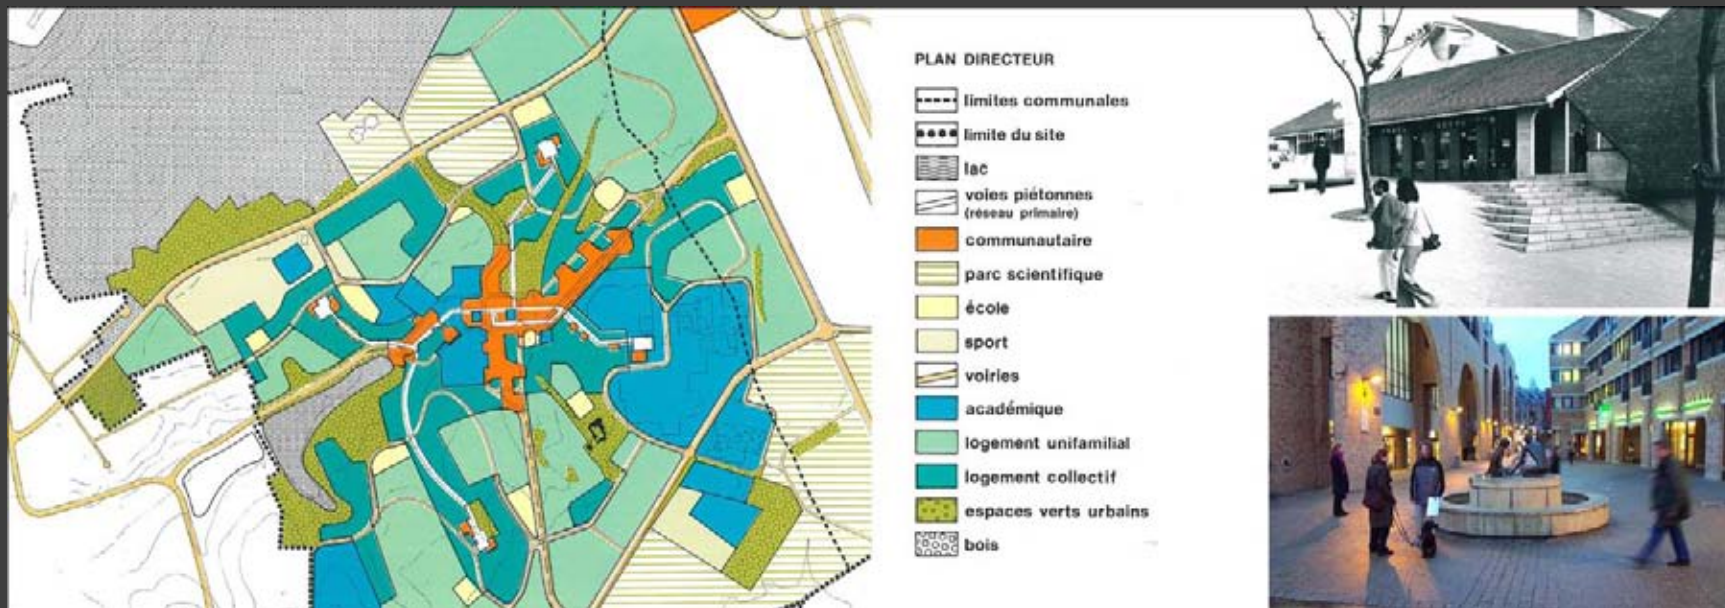 PLAN DIRECTEUR
limites communales
limite du site
lac
voies piétonnes
(réseau primaire)
communautaire
parc scientifique
école
sport
voiries
académique
logement unifamilial
logement collectif
espaces verts urbains
bois